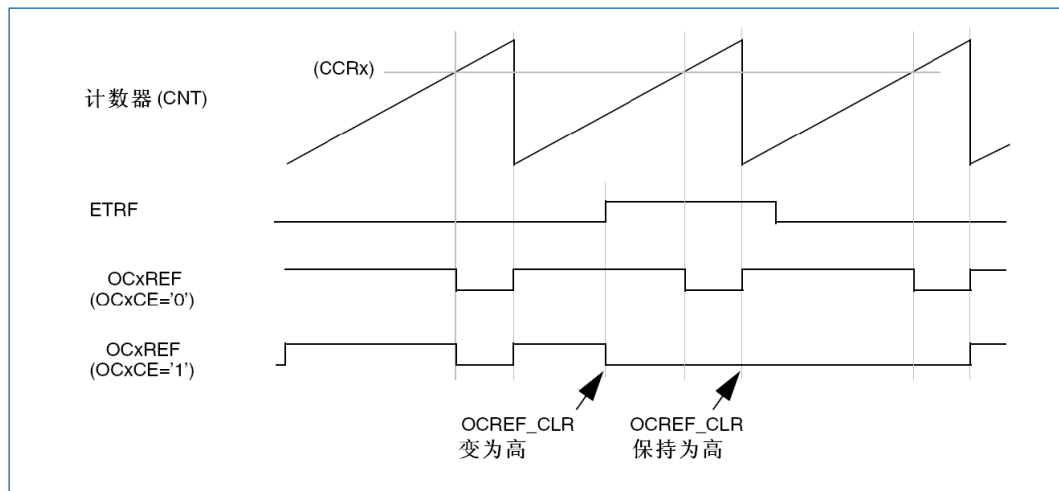 (CCRx)
计数器 (CNT)
ETRF
OCxREF
(OCxCE='0')
OCxREF
(OCxCE='1')
OCREF_CLR
变为高
OCREF_CLR
保持为高